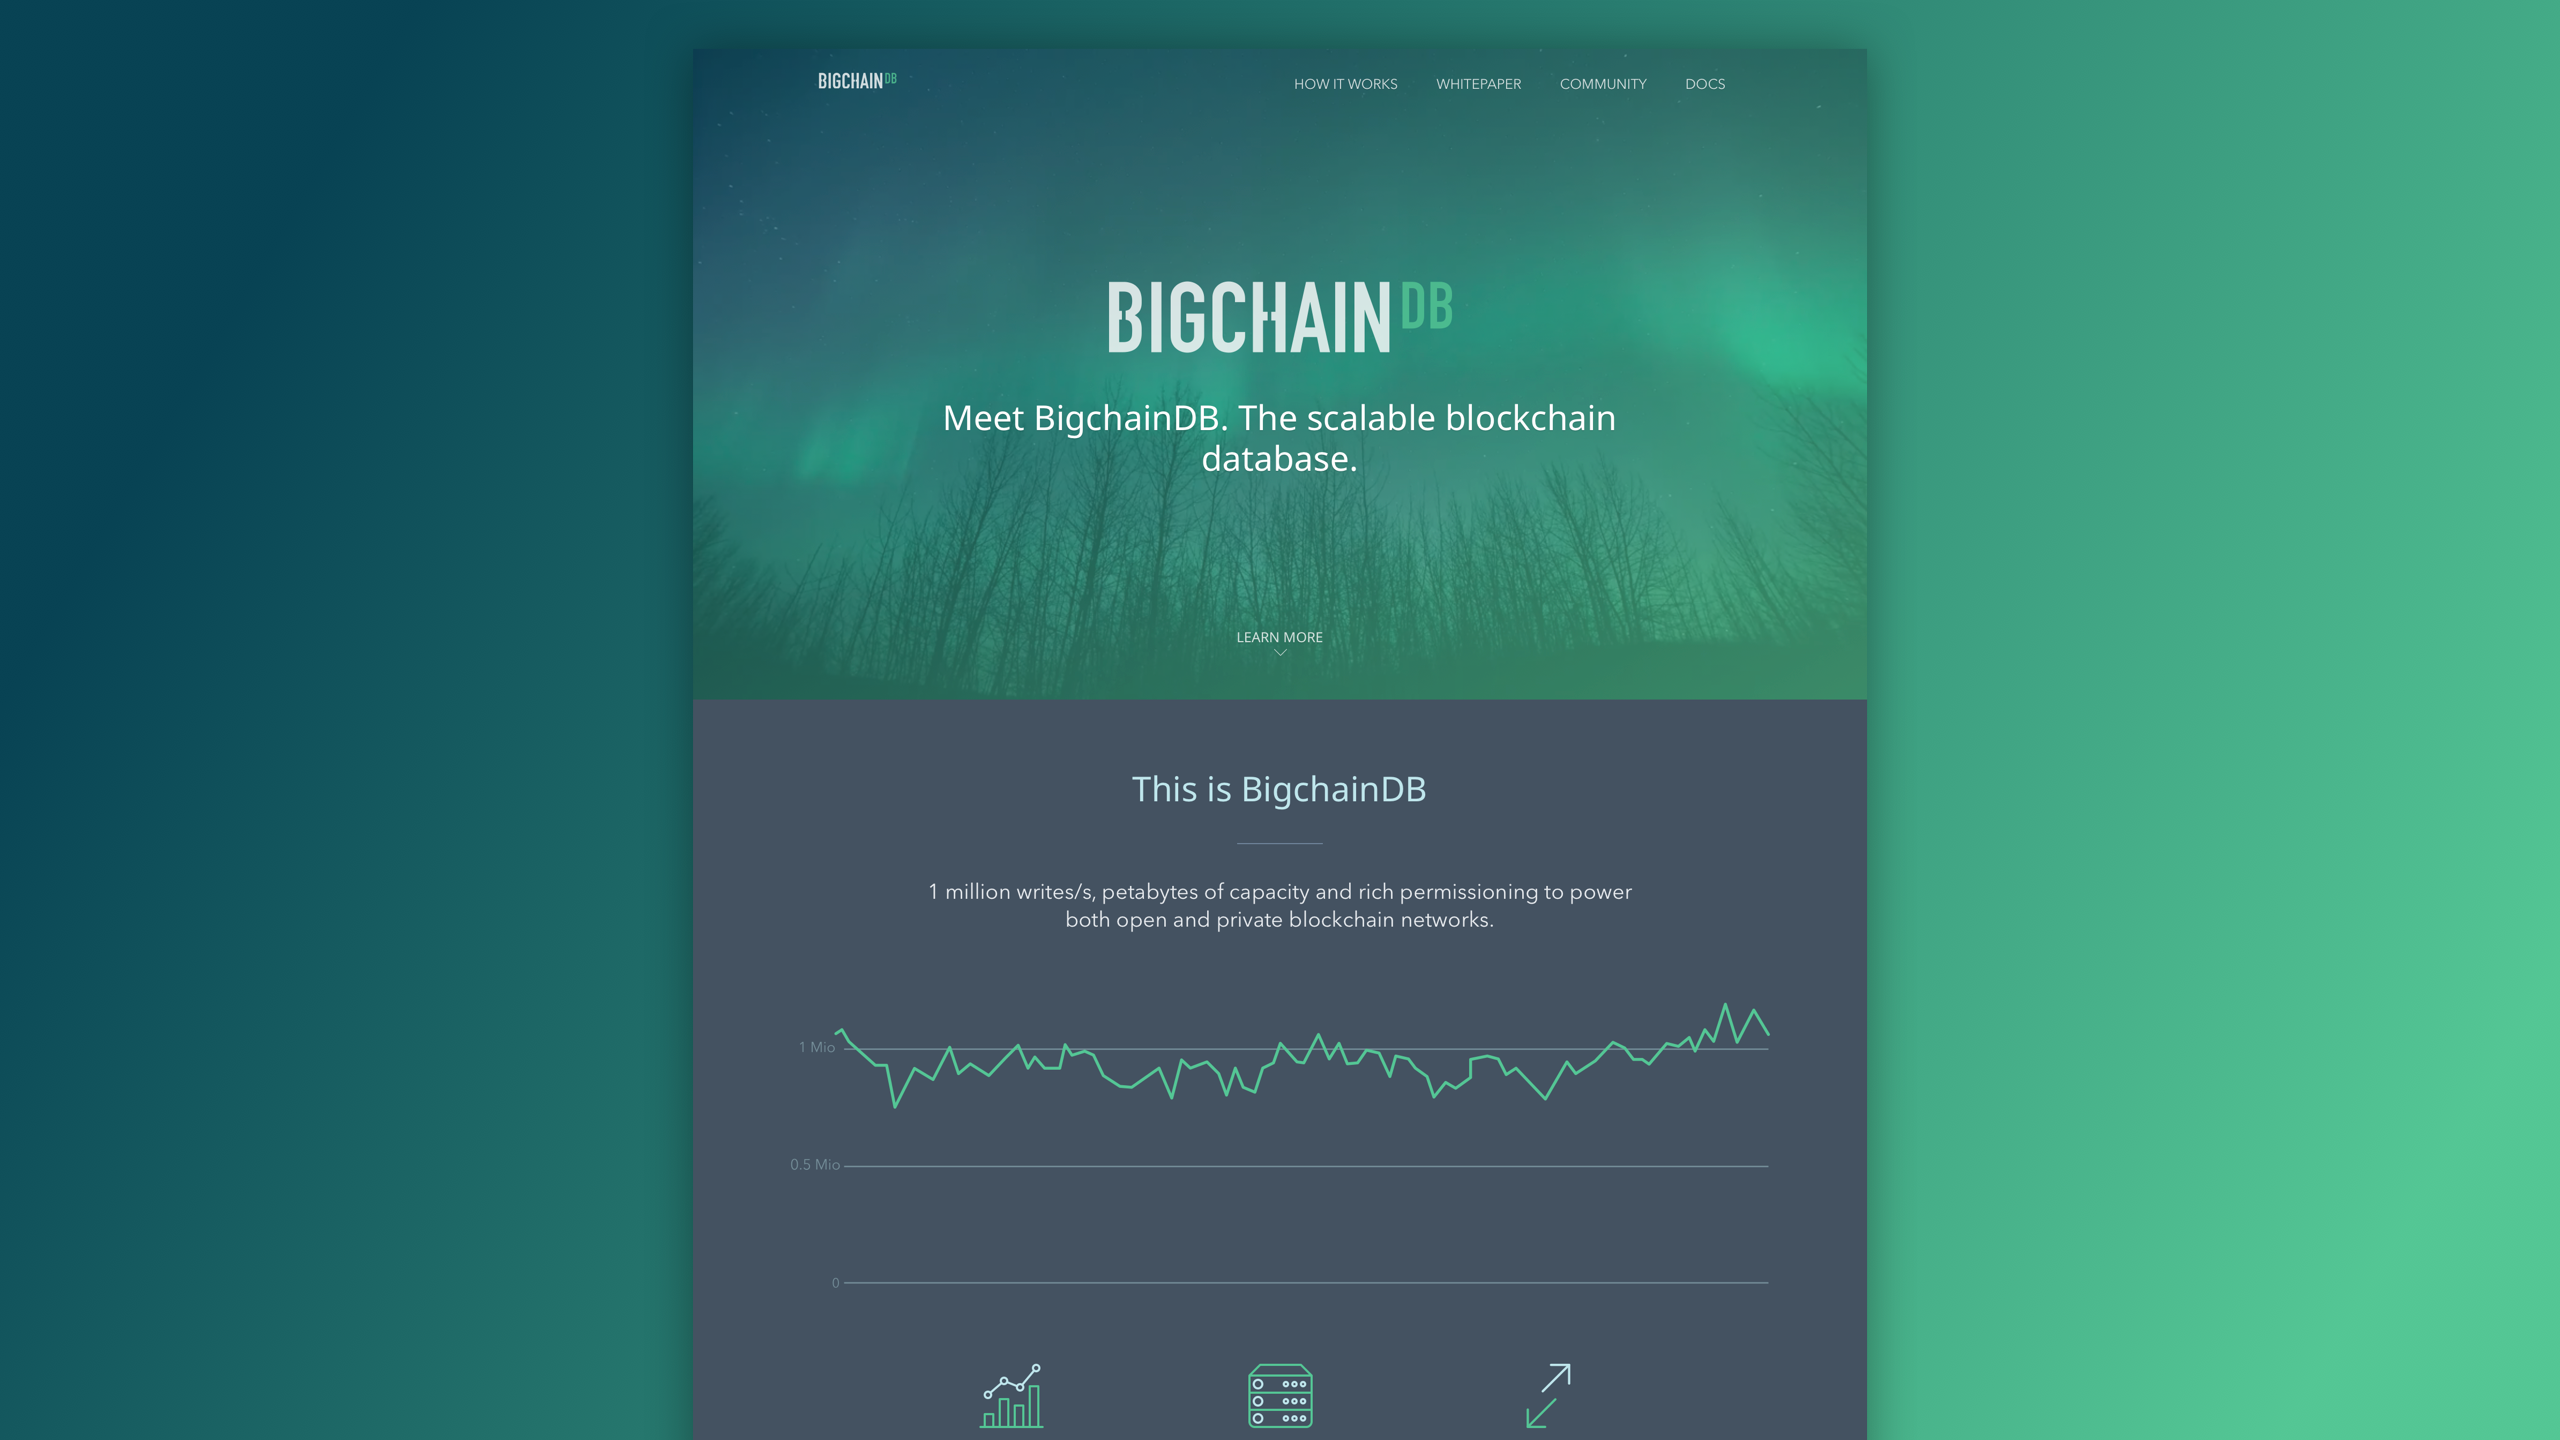 BIGCHAINDB
HOW IT WORKS WHITEPAPER COMMUNITY DOCS
BIGCHAINDB
Meet BigchainDB. The scalable blockchain
database.
LEARN MORE
This is BigchainDB
1 million writes/s, petabytes of capacity and rich permissioning to power
both open and private blockchain networks.
1 Mio
0.5 Mio
0